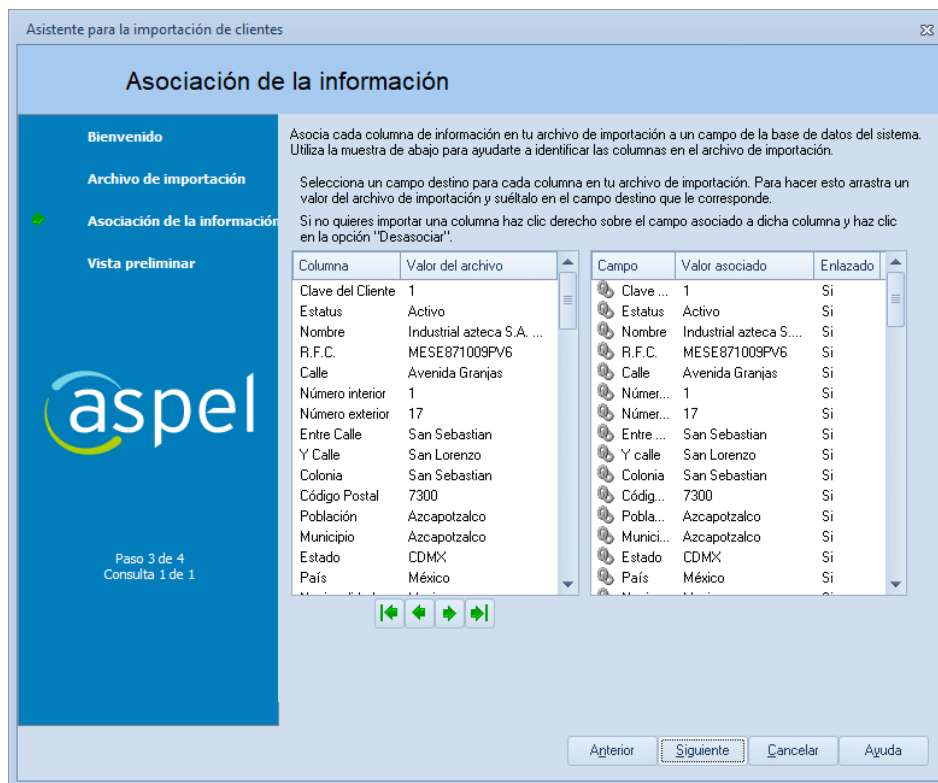 Asistente para la importación de clientes
Asociación de la información
Bienvenido
Archivo de importación
Asociación de la información
Vista preliminar
aspel
Paso 3 de 4
Consulta 1 de 1
Asocia cada columna de información en tu archivo de importación a un campo de la base de datos del sistema.
Utiliza la muestra de abajo para ayudarte a identificar las columnas en el archivo de importación.
Selecciona un campo destino para cada columna en tu archivo de importación. Para hacer esto arrastra un
valor del archivo de importación y suéltalo en el campo destino que le corresponde.
Si no quieres importar una columna haz clic derecho sobre el campo asociado a dicha columna y haz clic
en la opción "Desasociar".
Columna Valor del archivo
Clave del Cliente 1
Estatus Activo
Nombre Industrial azteca S.A. ...
R.F.C. MESE871009PV6
Calle Avenida Granjas
Número interior 1
Número exterior 17
Entre Calle San Sebastian
Y Calle San Lorenzo
Colonia San Sebastian
Código Postal 7300
Población Azcapotzalco
Municipio Azcapotzalco
Estado CDMX
País México
Campo Valor asociado Enlazado
Clave ... 1 Si
Estatus Activo Si
Nombre Industrial azteca S.... Si
R.F.C. MESE871009PV6 Si
Calle Avenida Granjas Si
Númer... 1 Si
Númer... 17 Si
Entre ... San Sebastian Si
Y calle San Lorenzo Si
Colonia San Sebastian Si
Códig... 7300 Si
Pobla... Azcapotzalco Si
Munici... Azcapotzalco Si
Estado CDMX Si
País México Si
Anterior Siguiente Cancelar Ayuda